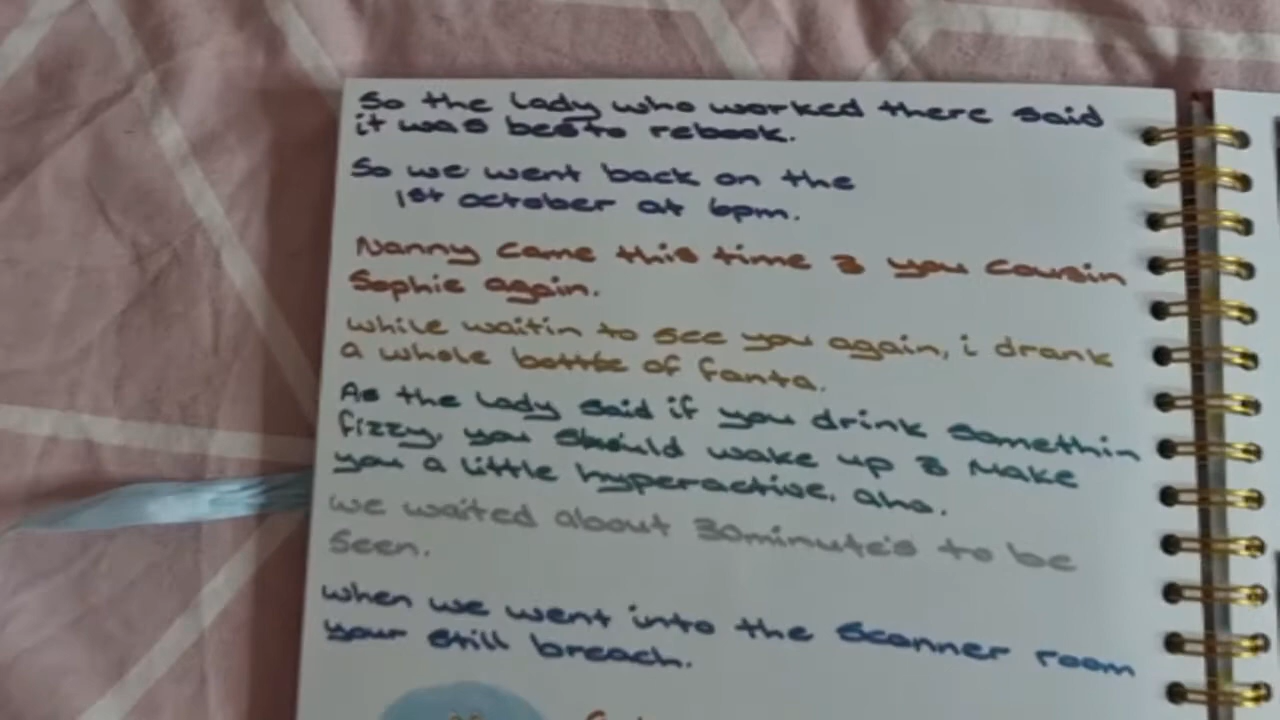 So the lady who worked there said
it was best to rebook.
So we went back on the
1st october at 6pm.
Nanny came this time & you cousin
Sophie again.
while waitin to see you again, i drank
a whole bottle of fanta.
As the lady said if you drink somethin
fizzy, you should wake up & Make
you a little hyperactive. aha.
we waited about 30minute's to be
seen.
when we went into the scanner room
your still breach.